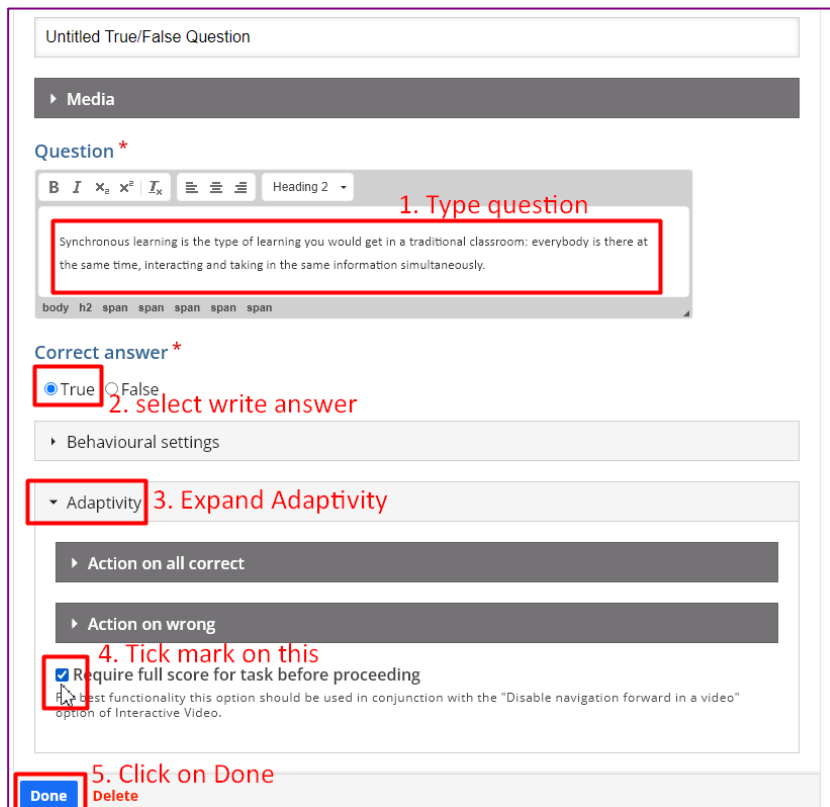 Untitled True/False Question
Media
Question *
B I x₂ x² Tx Heading 2
1. Type question
Synchronous learning is the type of learning you would get in a traditional classroom: everybody is there at
the same time, interacting and taking in the same information simultaneously.
body h2 span span span span span
Correct answer *
True False
2. select write answer
Behavioural settings
Adaptivity 3. Expand Adaptivity
Action on all correct
Action on wrong
4. Tick mark on this
Require full score for task before proceeding
best functionality this option should be used in conjunction with the "Disable navigation forward in a video"
option of Interactive Video.
5. Click on Done
Done Delete